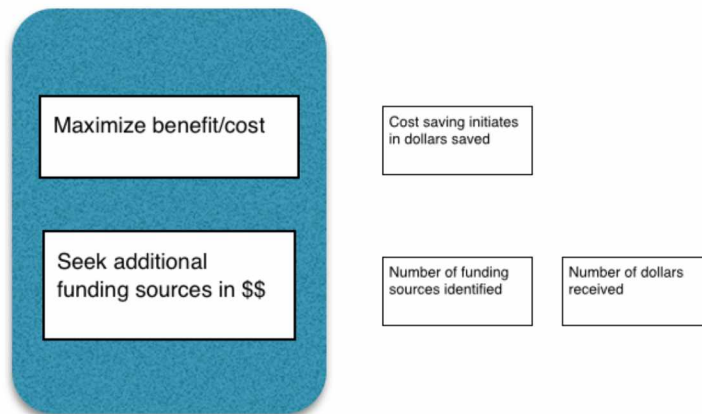 Maximize benefit/cost
Cost saving initiates
in dollars saved
Seek additional
funding sources in $$
Number of funding
sources identified
Number of dollars
received